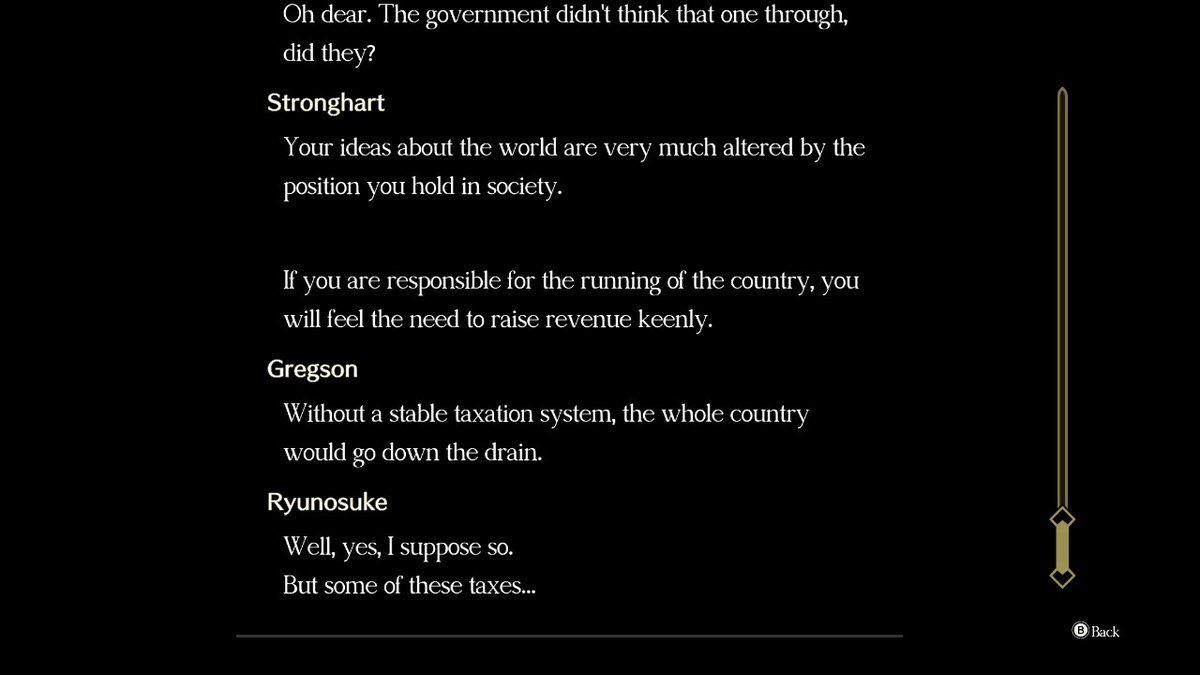 Oh dear. The government didn't think that one through,
did they?
Stronghart
Your ideas about the world are very much altered by the
position you hold in society.
If you are responsible for the running of the country, you
will feel the need to raise revenue keenly.
Gregson
Without a stable taxation system, the whole country
would go down the drain.
Ryunosuke
Well, yes, I suppose so.
But some of these taxes...
B Back